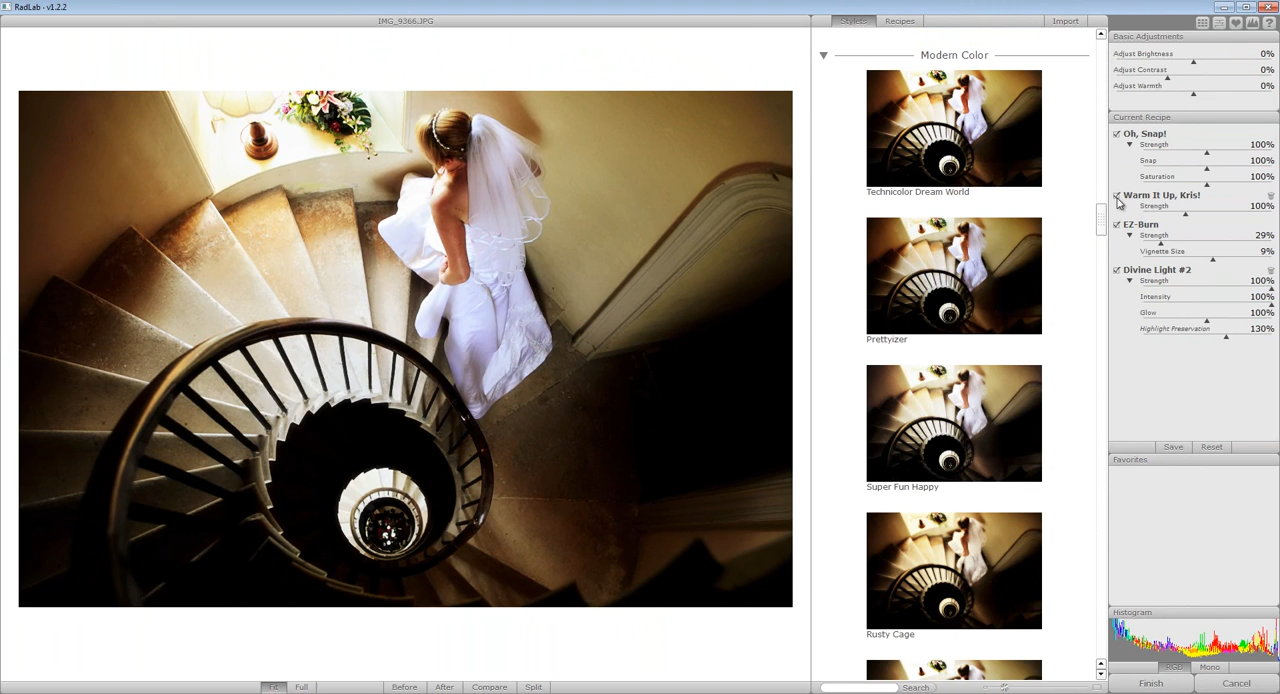 RadLab - v1.2.2
IMG_9366.JPG
Stylets
Recipes
Import
Modern Color
Technicolor Dream World
Prettyizer
Super Fun Happy
Rusty Cage
Search
Fit
Full
Before
After
Compare
Split
?
Basic Adjustments
Adjust Brightness 0%
Adjust Contrast 0%
Adjust Warmth 0%
Current Recipe
Oh, Snap!
Strength 100%
Snap 100%
Saturation 100%
Warm It Up, Kris!
Strength 100%
EZ-Burn
Strength 29%
Vignette Size 9%
Divine Light #2
Strength 100%
Intensity 100%
Glow 100%
Highlight Preservation 130%
Save
Reset
Favorites
Histogram
RGB
Mono
Finish
Cancel